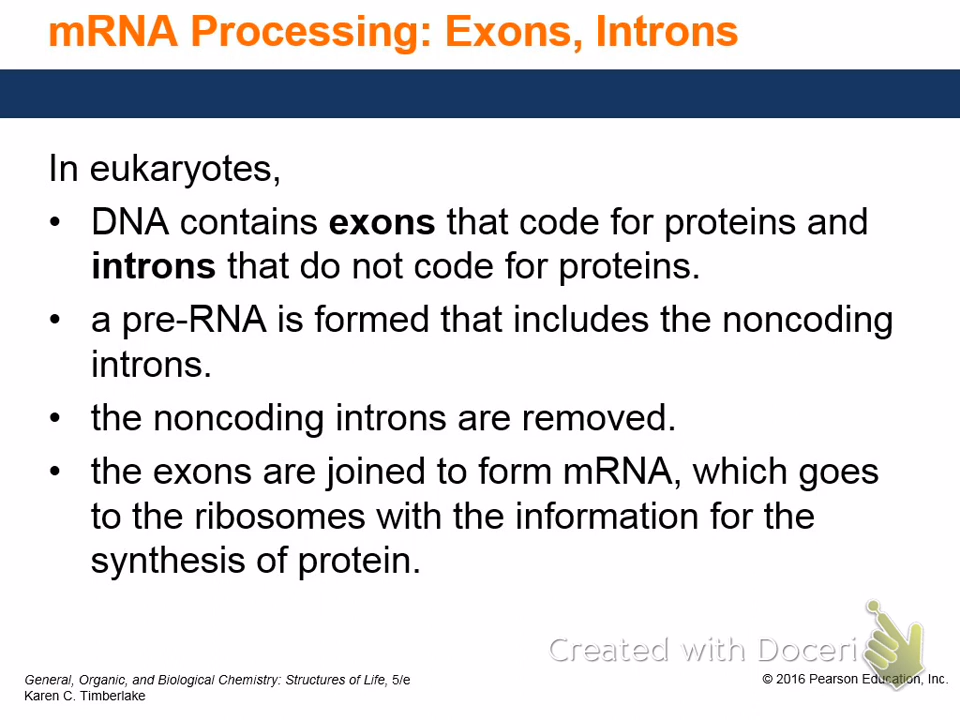 mRNA Processing: Exons, Introns
In eukaryotes,
• DNA contains exons that code for proteins and
introns that do not code for proteins.
• a pre-RNA is formed that includes the noncoding
introns.
• the noncoding introns are removed.
• the exons are joined to form mRNA, which goes
to the ribosomes with the information for the
synthesis of protein.
Created with Doceri
General, Organic, and Biological Chemistry: Structures of Life, 5/e
Karen C. Timberlake
© 2016 Pearson Education, Inc.